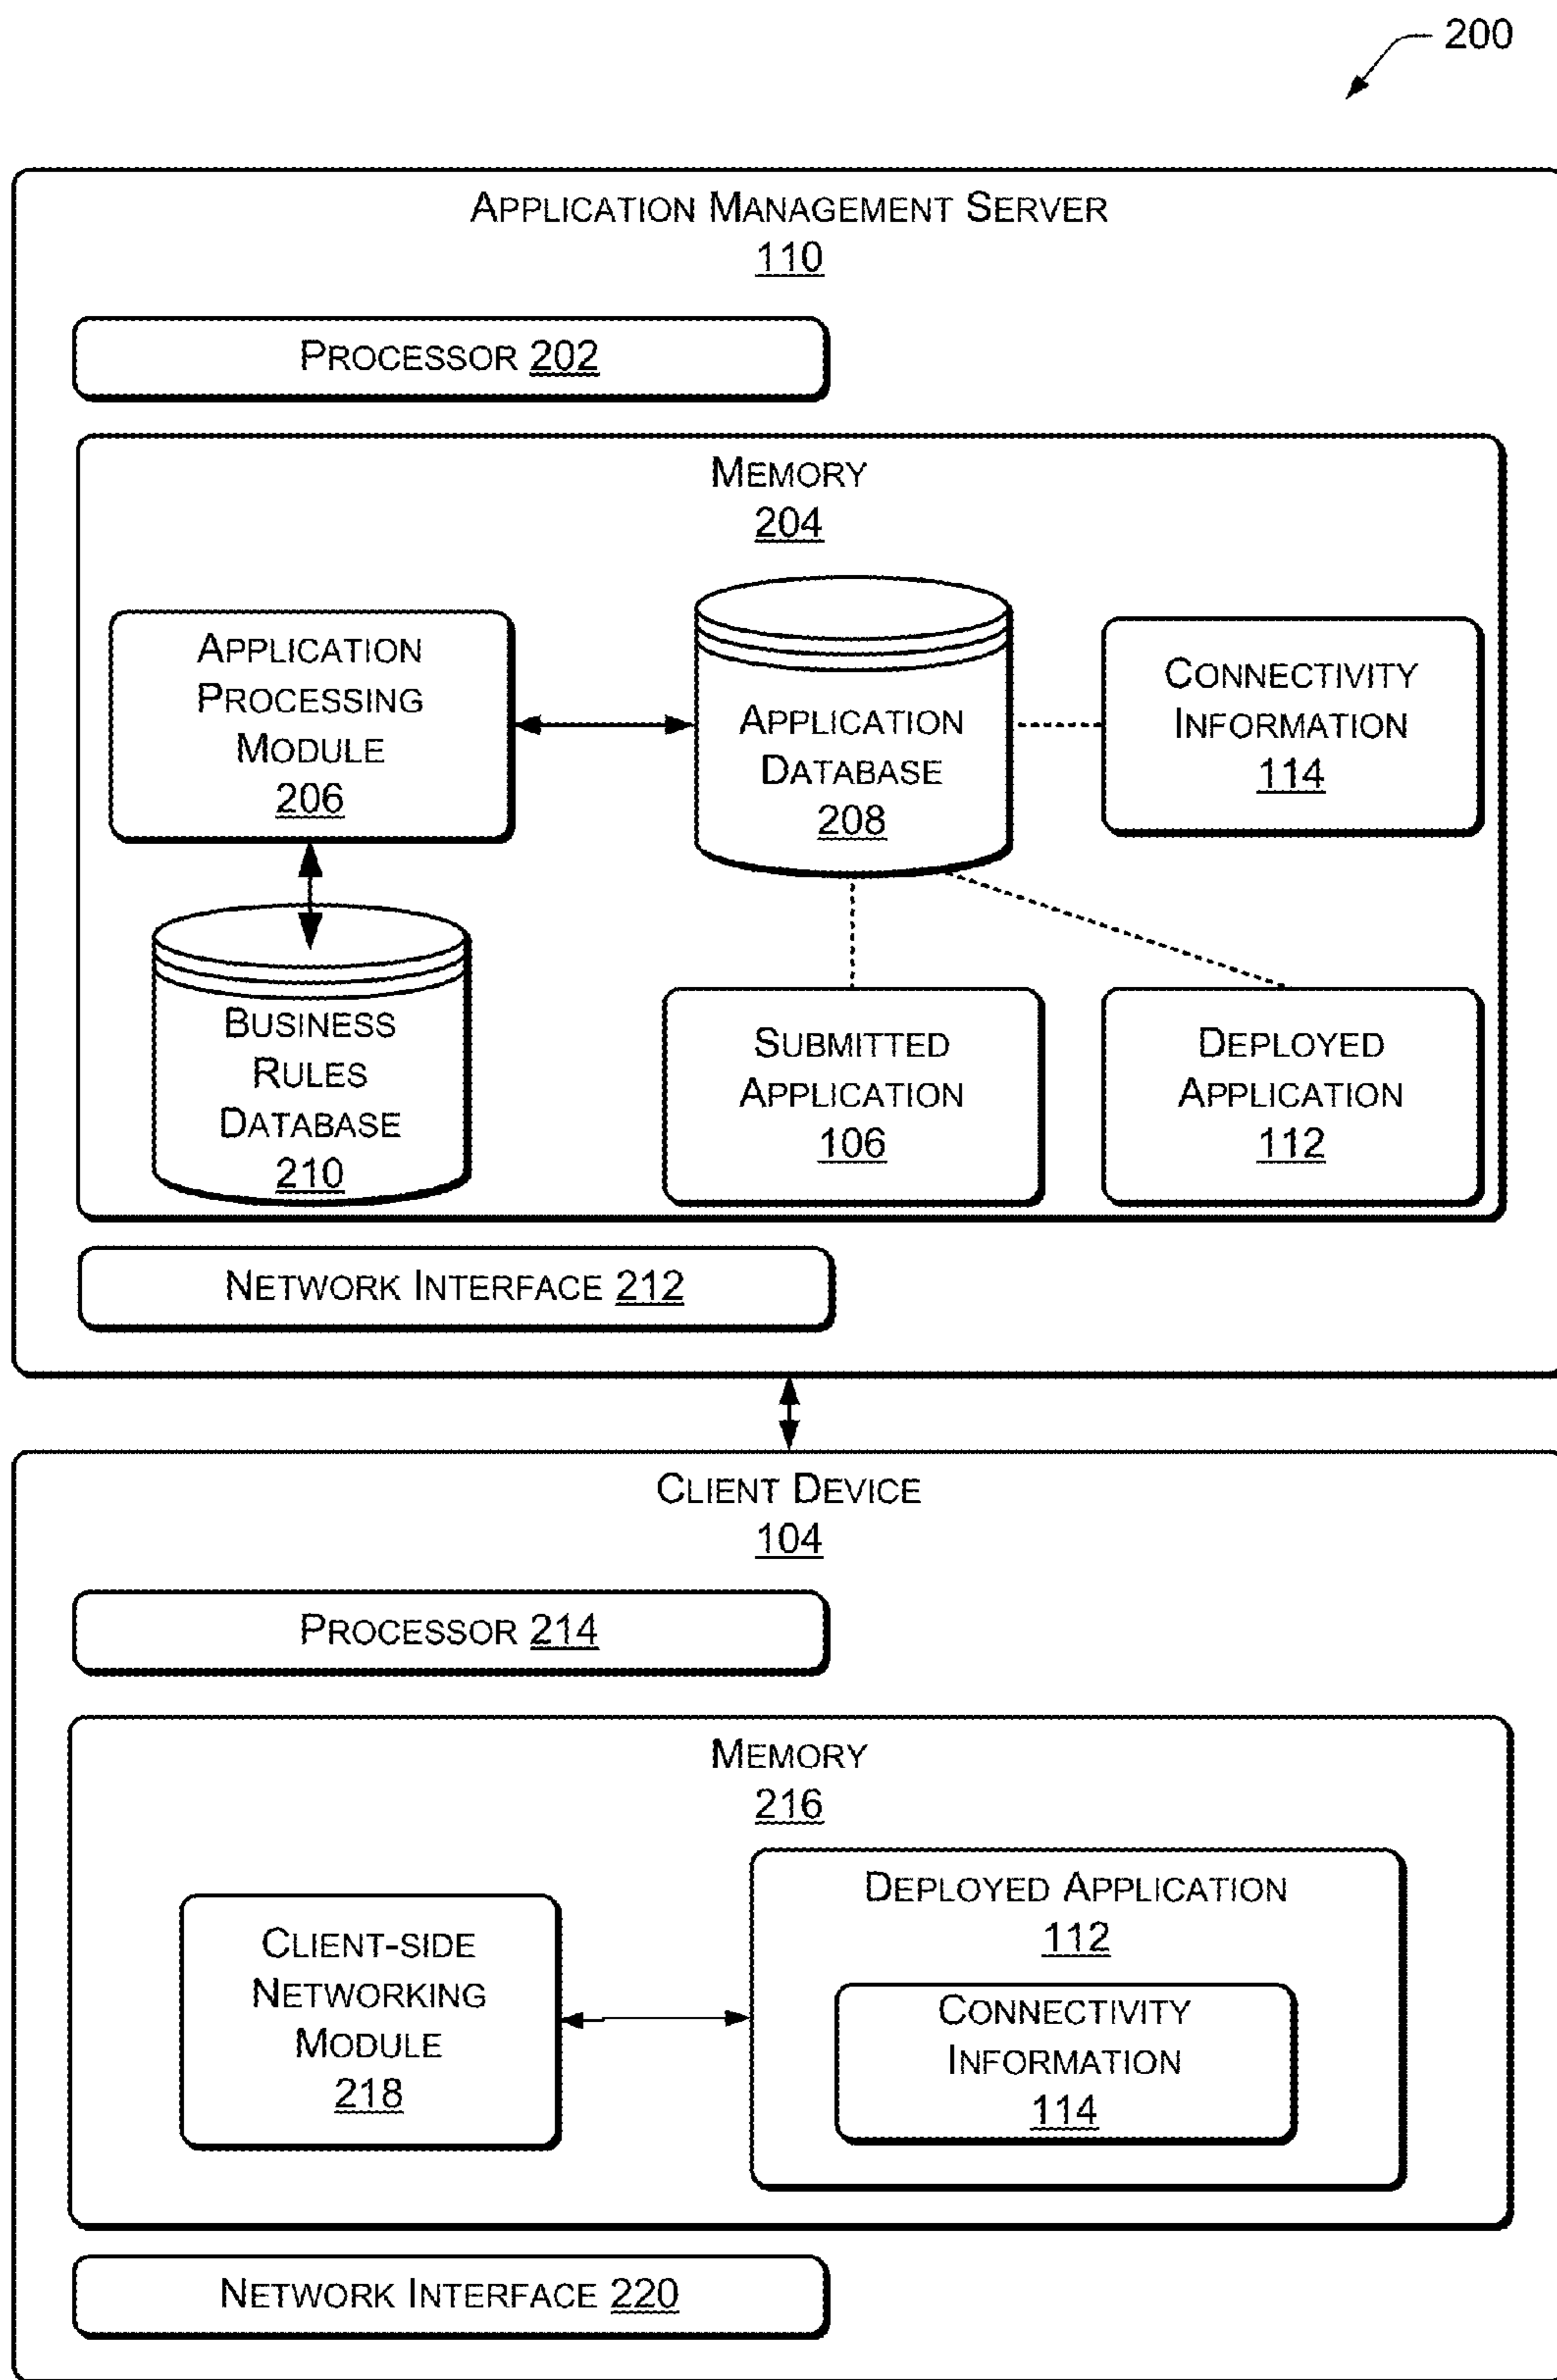 200
APPLICATION MANAGEMENT SERVER
110
PROCESSOR 202
MEMORY
204
APPLICATION
PROCESSING
MODULE
206
APPLICATION
DATABASE
208
CONNECTIVITY
INFORMATION
114
BUSINESS
RULES
DATABASE
210
SUBMITTED
APPLICATION
106
DEPLOYED
APPLICATION
112
NETWORK INTERFACE 212
CLIENT DEVICE
104
PROCESSOR 214
MEMORY
216
CLIENT-SIDE
NETWORKING
MODULE
218
DEPLOYED APPLICATION
112
CONNECTIVITY
INFORMATION
114
NETWORK INTERFACE 220